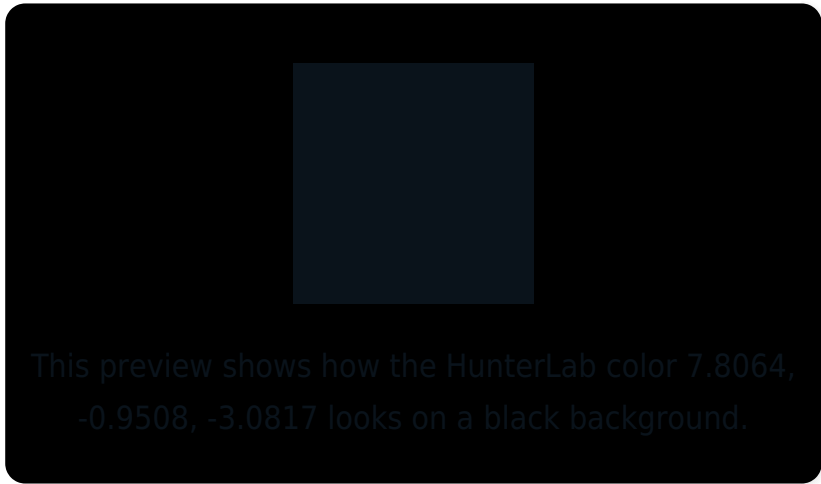 This preview shows how the HunterLab color 7.8064,
-0.9508, -3.0817 looks on a black background.